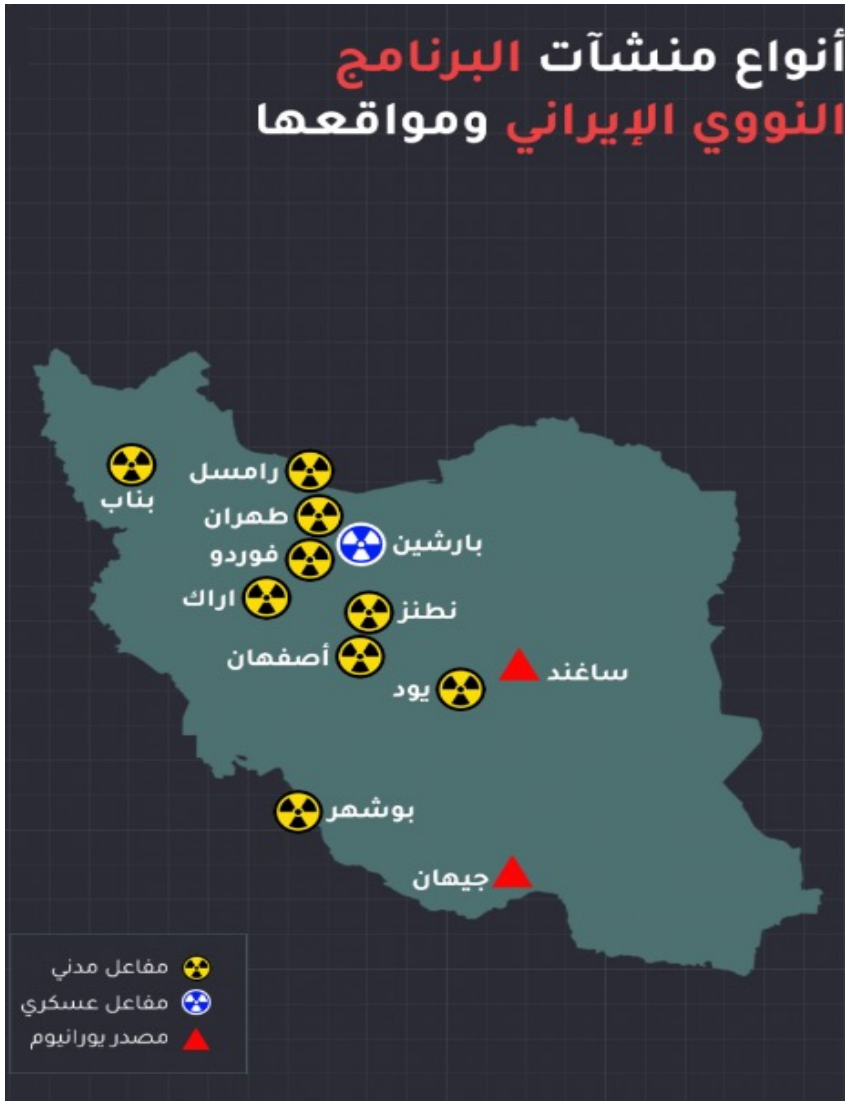 أنواع منشآت البرنامج
النووي الإيراني ومواقعها
رامسل
بناب
طهران
بارشين
فوردو
اراك
نطنز
أصفهان
ساغند
يود
بوشهر
جيهان
مفاعل مدني
مفاعل عسكري
مصدر يورانيوم